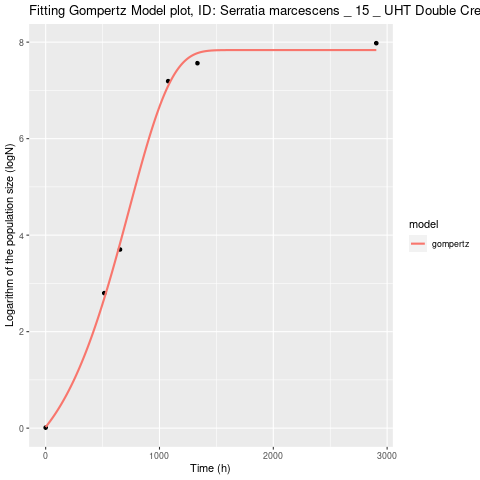 Fitting Gompertz Model plot, ID: Serratia marcescens _ 15 _ UHT Double Cre
8
6
4
2
0
Logarithm of the population size (logN)
0 1000 2000 3000
Time (h)
model
gompertz